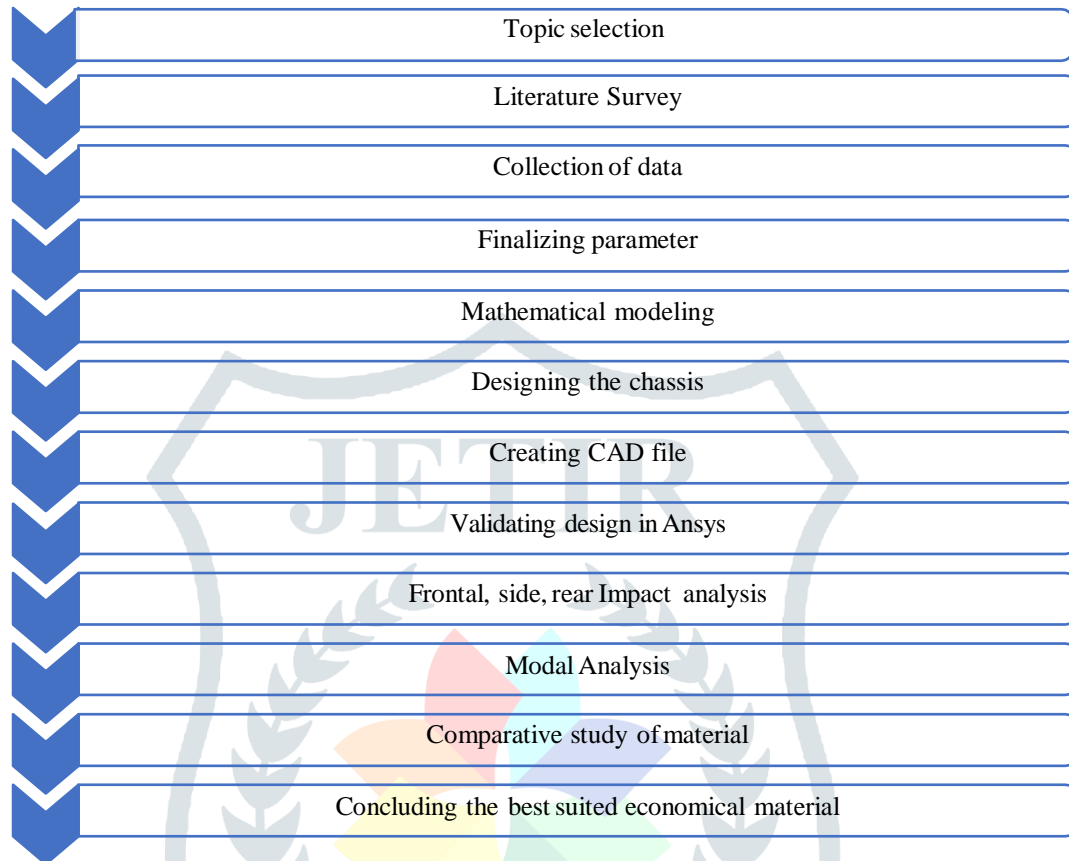 Topic selection
Literature Survey
Collection of data
Finalizing parameter
Mathematical modeling
Designing the chassis
Creating CAD file
JETIR
Validating design in Ansys
Frontal, side, rear Impact analysis
Modal Analysis
Comparative study of material
Concluding the best suited economical material